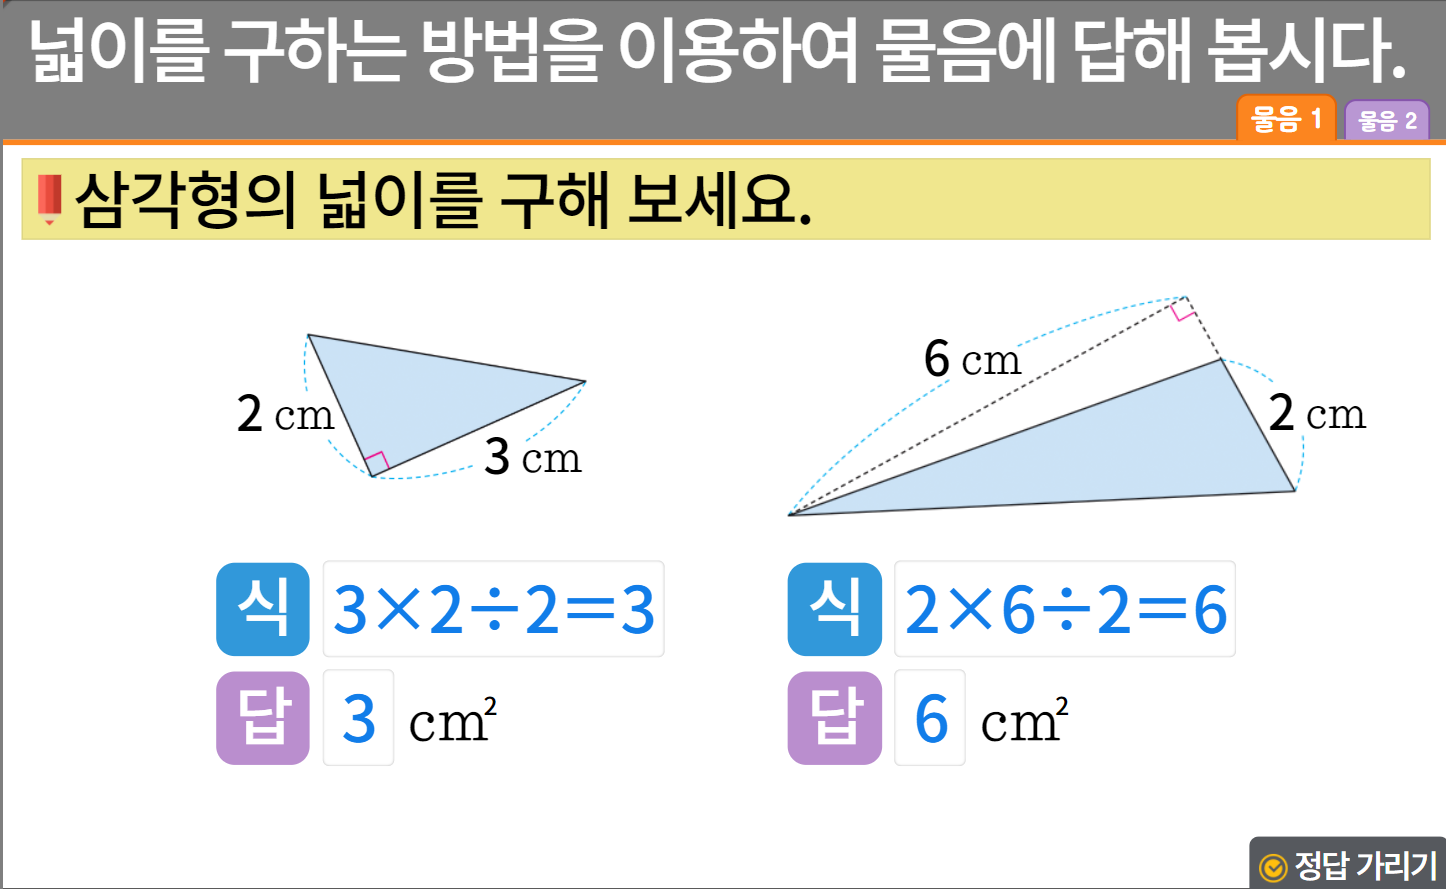 넓이를 구하는 방법을 이용하여 물음에 답해 봅시다.
물음 1 물음 2
삼각형의 넓이를 구해 보세요.
6 cm
2 cm
2 cm
3 cm
식 3×2÷2=3
식 2×6÷2=6
답 3 cm²
답 6 cm²
정답 가리기